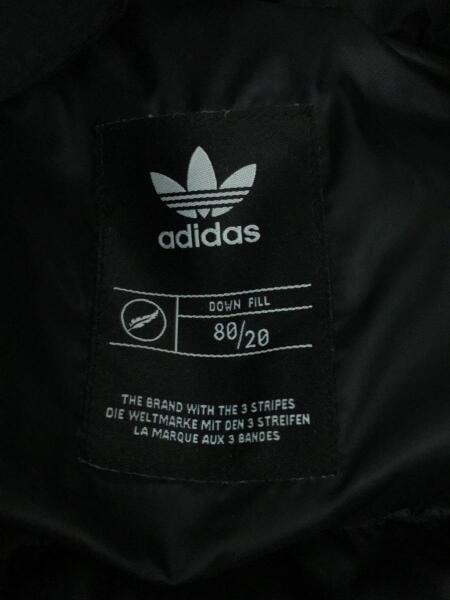 adidas
DOWN FILL
80/20
THE BRAND WITH THE 3 STRIPES
DIE WELTMARKE MIT DEN 3 STREIFEN
LA MARQUE AUX 3 BANDES